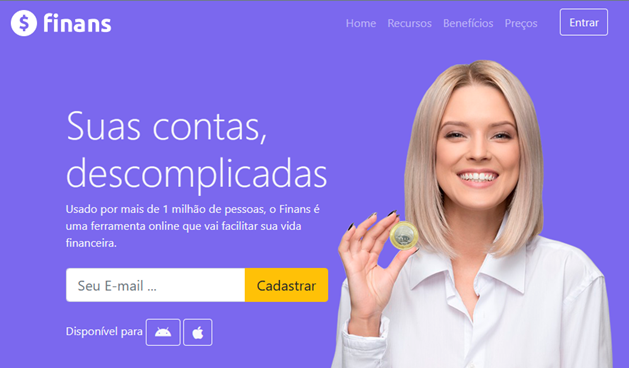 $ finans
Home Recursos Benefícios Preços Entrar
Suas contas,
descomplicadas
Usado por mais de 1 milhão de pessoas, o Finans é
uma ferramenta online que vai facilitar sua vida
financeira.
Seu E-mail ... Cadastrar
Disponível para